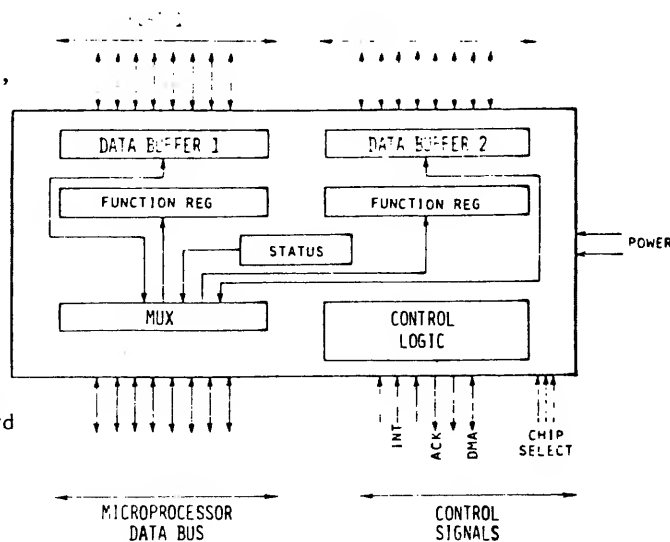 DATA BUFFER 1
DATA BUFFER 2
FUNCTION REG
FUNCTION REG
STATUS
POWER
MUX
CONTROL
LOGIC
INT
ACK
DMA
CHIP
SELECT
MICROPROCESSOR
DATA BUS
CONTROL
SIGNALS